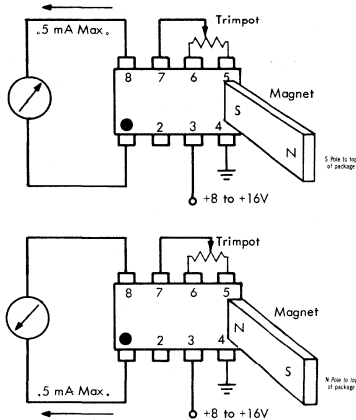 .5 mA Max.
Trimpot
8 7 6 5
Magnet
S
N
2 3 4
S Pole to top
of package
+8 to +16V
Trimpot
8 7 6 5
Magnet
N
S
2 3 4
N Pole to top
of package
.5 mA Max.
+8 to +16V